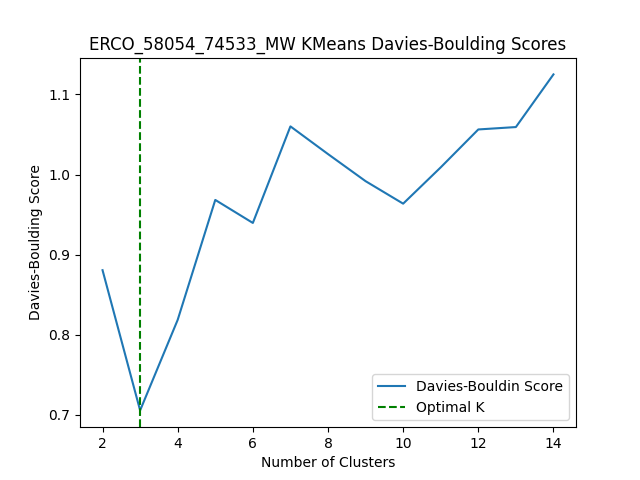 ERCO_58054_74533_MW KMeans Davies-Boulding Scores
Davies-Boulding Score
1.1
1.0
0.9
0.8
0.7
2 4 6 8 10 12 14
Number of Clusters
Davies-Bouldin Score
Optimal K